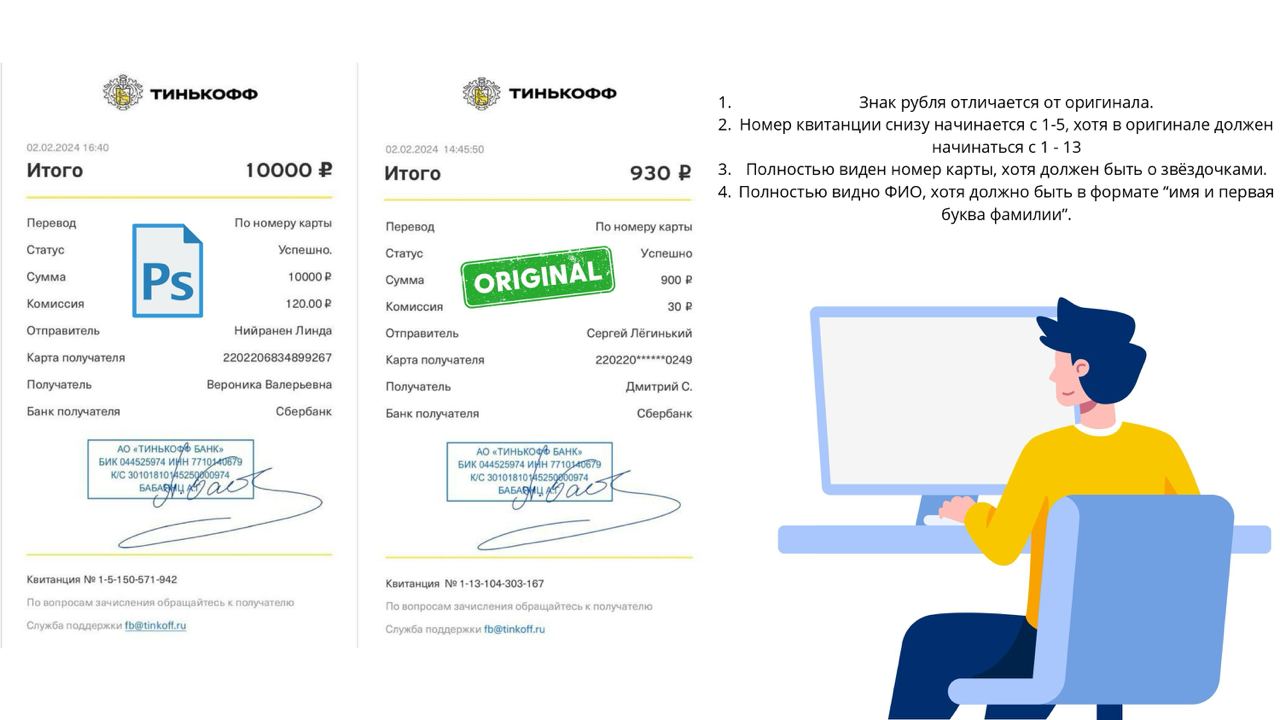 ТИНЬКОФФ
02.02.2024 16:40
Итого 10000 ₽
Перевод По номеру карты
Статус Успешно.
Сумма 10000 ₽
Комиссия 120.00 ₽
Отправитель Нийранен Линда
Карта получателя 2202206834899267
Получатель Вероника Валерьевна
Банк получателя Сбербанк
Ps
АО «ТИНЬКОФФ БАНК»
БИК 044525974 ИНН 7710140679
К/С 30101810145250000974
Квитанция № 1-5-150-571-942
По вопросам зачисления обращайтесь к получателю
Служба поддержки fb@tinkoff.ru
ТИНЬКОФФ
02.02.2024 14:45:50
Итого 930 ₽
Перевод По номеру карты
Статус Успешно
Сумма 900 ₽
Комиссия 30 ₽
Отправитель Сергей Лёгинький
Карта получателя 220220******0249
Получатель Дмитрий С.
Банк получателя Сбербанк
ORIGINAL
АО «ТИНЬКОФФ БАНК»
БИК 044525974 ИНН 7710140679
К/С 30101810145250000974
Квитанция № 1-13-104-303-167
По вопросам зачисления обращайтесь к получателю
Служба поддержки fb@tinkoff.ru
1. Знак рубля отличается от оригинала.
2. Номер квитанции снизу начинается с 1-5, хотя в оригинале должен
начинаться с 1 - 13
3. Полностью виден номер карты, хотя должен быть о звёздочками.
4. Полностью видно ФИО, хотя должно быть в формате “имя и первая
буква фамилии”.